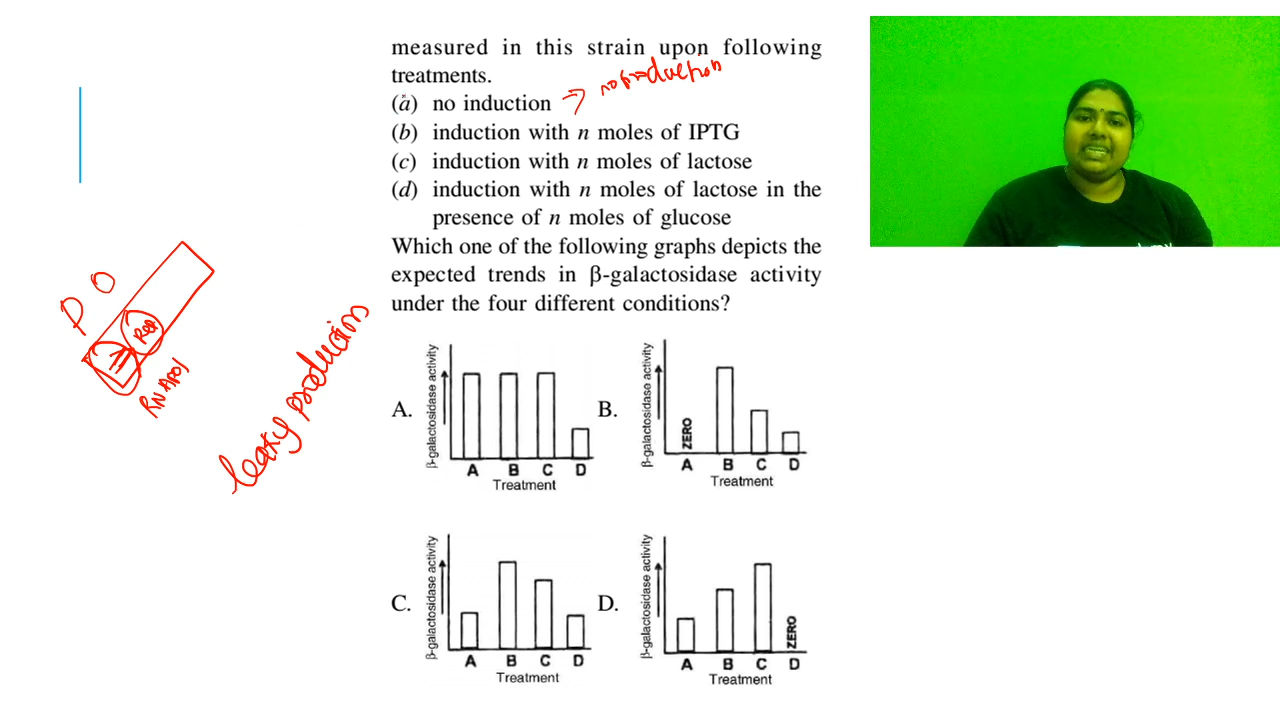 measured in this strain upon following
treatments.
(a) no induction → no production
(b) induction with n moles of IPTG
(c) induction with n moles of lactose
(d) induction with n moles of lactose in the
presence of n moles of glucose
Which one of the following graphs depicts the
expected trends in β-galactosidase activity
under the four different conditions?
P O
Rep
RNA Pol
leaky production
A.
β-galactosidase activity
A B C D
Treatment
B.
β-galactosidase activity
ZERO
A B C D
Treatment
C.
β-galactosidase activity
A B C D
Treatment
D.
β-galactosidase activity
ZERO
A B C D
Treatment